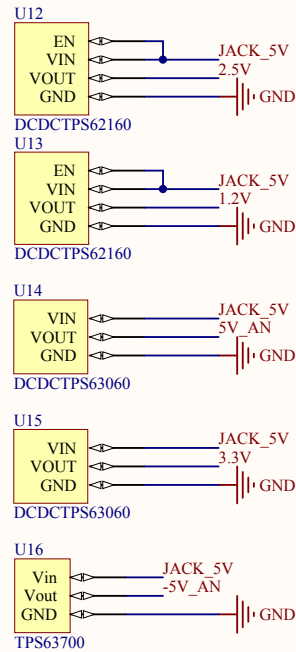 U12
EN
VIN JACK_5V
VOUT 2.5V
GND GND
DCDCTPS62160
U13
EN
VIN JACK_5V
VOUT 1.2V
GND GND
DCDCTPS62160
U14
VIN JACK_5V
VOUT 5V_AN
GND GND
DCDCTPS63060
U15
VIN JACK_5V
VOUT 3.3V
GND GND
DCDCTPS63060
U16
Vin JACK_5V
Vout -5V_AN
GND GND
TPS63700